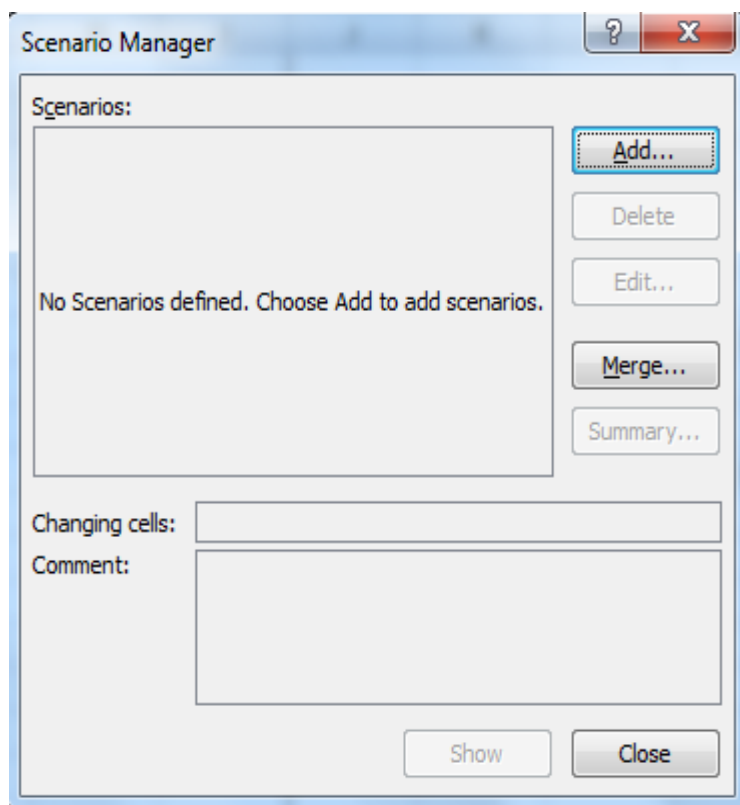 Scenario Manager
?
X
Scenarios:
Add...
Delete
Edit...
No Scenarios defined. Choose Add to add scenarios.
Merge...
Summary...
Changing cells:
Comment:
Show Close